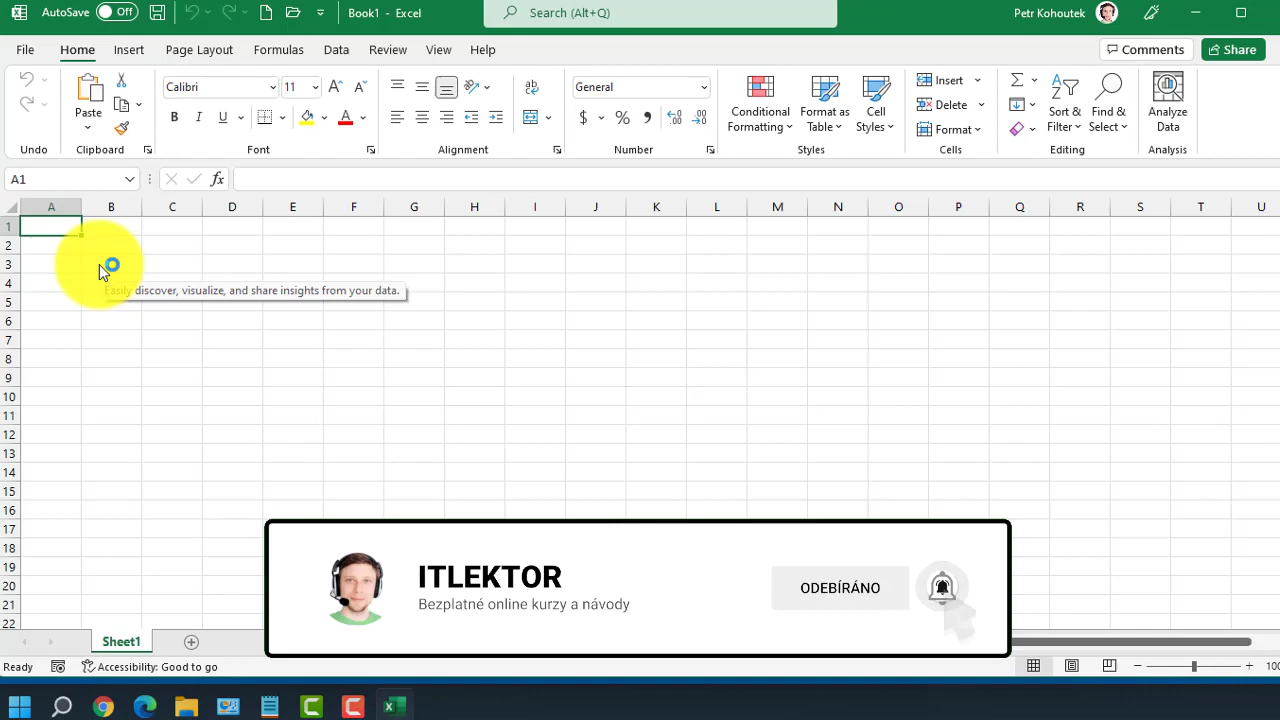 AutoSave Off Book1 - Excel Search (Alt+Q) Petr Kohoutek
File Home Insert Page Layout Formulas Data Review View Help Comments Share
Calibri 11 General Insert
Paste Conditional Formatting Format as Table Cell Styles Delete Sort & Filter Find & Select Analyze Data
B I U $ % Format
Undo Clipboard Font Alignment Number Styles Cells Editing Analysis
A1 fx
A B C D E F G H I J K L M N O P Q R S T U
1
2
3
4
Easily discover, visualize, and share insights from your data.
5
6
7
8
9
10
11
12
13
14
15
16
17
18
19
20
21
22
ITLEKTOR
Bezplatné online kurzy a návody
ODEBÍRÁNO
Sheet1
Ready Accessibility: Good to go 100